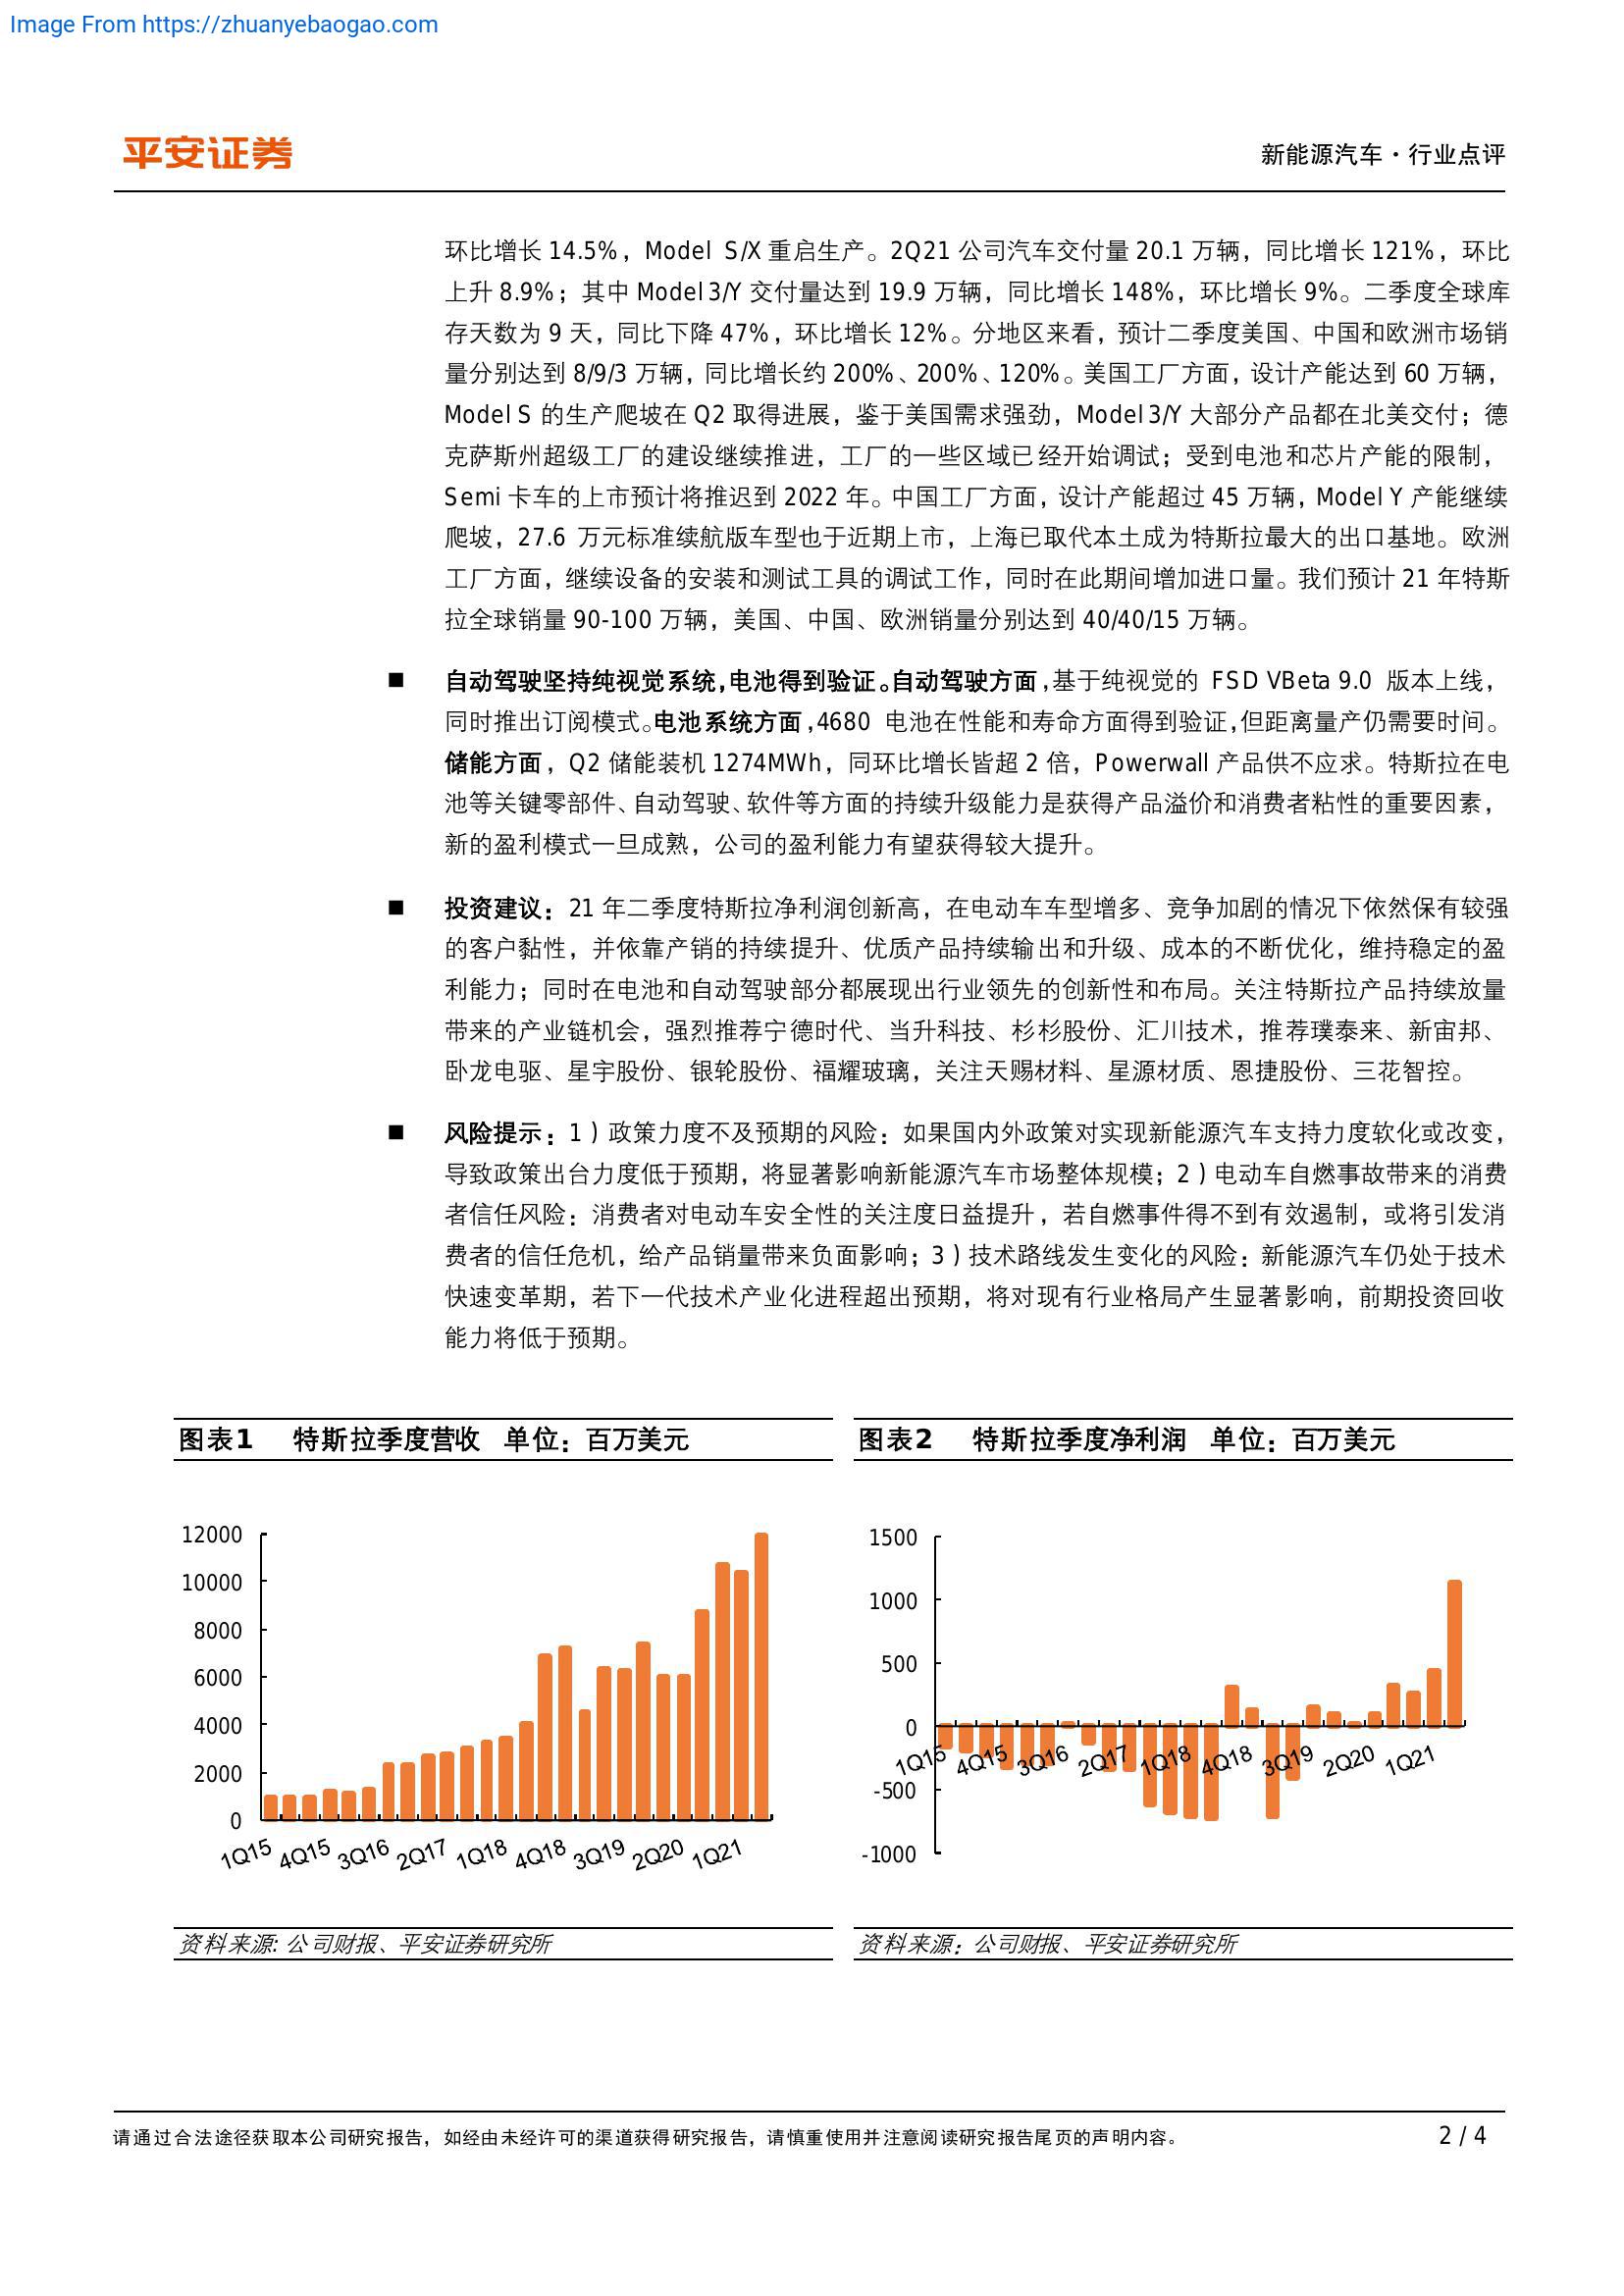 Image From https://zhuanyebaogao.com
平安证券
新能源汽车·行业点评
环比增长 14.5%，Model S/X 重启生产。2Q21 公司汽车交付量 20.1 万辆，同比增长 121%，环比
上升 8.9%；其中 Model 3/Y 交付量达到 19.9 万辆，同比增长 148%，环比增长 9%。二季度全球库
存天数为 9 天，同比下降 47%，环比增长 12%。分地区来看，预计二季度美国、中国和欧洲市场销
量分别达到 8/9/3 万辆，同比增长约 200%、200%、120%。美国工厂方面，设计产能达到 60 万辆，
Model S 的生产爬坡在 Q2 取得进展，鉴于美国需求强劲，Model 3/Y 大部分产品都在北美交付；德
克萨斯州超级工厂的建设继续推进，工厂的一些区域已经开始调试；受到电池和芯片产能的限制，
Semi 卡车的上市预计将推迟到 2022 年。中国工厂方面，设计产能超过 45 万辆，Model Y 产能继续
爬坡，27.6 万元标准续航版车型也于近期上市，上海已取代本土成为特斯拉最大的出口基地。欧洲
工厂方面，继续设备的安装和测试工具的调试工作，同时在此期间增加进口量。我们预计 21 年特斯
拉全球销量 90-100 万辆，美国、中国、欧洲销量分别达到 40/40/15 万辆。
■ 自动驾驶坚持纯视觉系统，电池得到验证。自动驾驶方面，基于纯视觉的 FSD VBeta 9.0 版本上线，
同时推出订阅模式。电池系统方面，4680 电池在性能和寿命方面得到验证，但距离量产仍需要时间。
储能方面，Q2 储能装机 1274MWh，同环比增长皆超 2 倍，Powerwall 产品供不应求。特斯拉在电
池等关键零部件、自动驾驶、软件等方面的持续升级能力是获得产品溢价和消费者粘性的重要因素，
新的盈利模式一旦成熟，公司的盈利能力有望获得较大提升。
■ 投资建议：21 年二季度特斯拉净利润创新高，在电动车车型增多、竞争加剧的情况下依然保有较强
的客户黏性，并依靠产销的持续提升、优质产品持续输出和升级、成本的不断优化，维持稳定的盈
利能力；同时在电池和自动驾驶部分都展现出行业领先的创新性和布局。关注特斯拉产品持续放量
带来的产业链机会，强烈推荐宁德时代、当升科技、杉杉股份、汇川技术，推荐璞泰来、新宙邦、
卧龙电驱、星宇股份、银轮股份、福耀玻璃，关注天赐材料、星源材质、恩捷股份、三花智控。
■ 风险提示：1）政策力度不及预期的风险：如果国内外政策对实现新能源汽车支持力度软化或改变，
导致政策出台力度低于预期，将显著影响新能源汽车市场整体规模；2）电动车自燃事故带来的消费
者信任风险：消费者对电动车安全性的关注度日益提升，若自燃事件得不到有效遏制，或将引发消
费者的信任危机，给产品销量带来负面影响；3）技术路线发生变化的风险：新能源汽车仍处于技术
快速变革期，若下一代技术产业化进程超出预期，将对现有行业格局产生显著影响，前期投资回收
能力将低于预期。
图表1 特斯拉季度营收 单位：百万美元
12000
10000
8000
6000
4000
2000
0
1Q15 4Q15 3Q16 2Q17 1Q18 4Q18 3Q19 2Q20 1Q21
资料来源: 公司财报、平安证券研究所
图表2 特斯拉季度净利润 单位：百万美元
1500
1000
500
0
-500
-1000
1Q15 4Q15 3Q16 2Q17 1Q18 4Q18 3Q19 2Q20 1Q21
资料来源：公司财报、平安证券研究所
请通过合法途径获取本公司研究报告，如经由未经许可的渠道获得研究报告，请慎重使用并注意阅读研究报告尾页的声明内容。
2 / 4